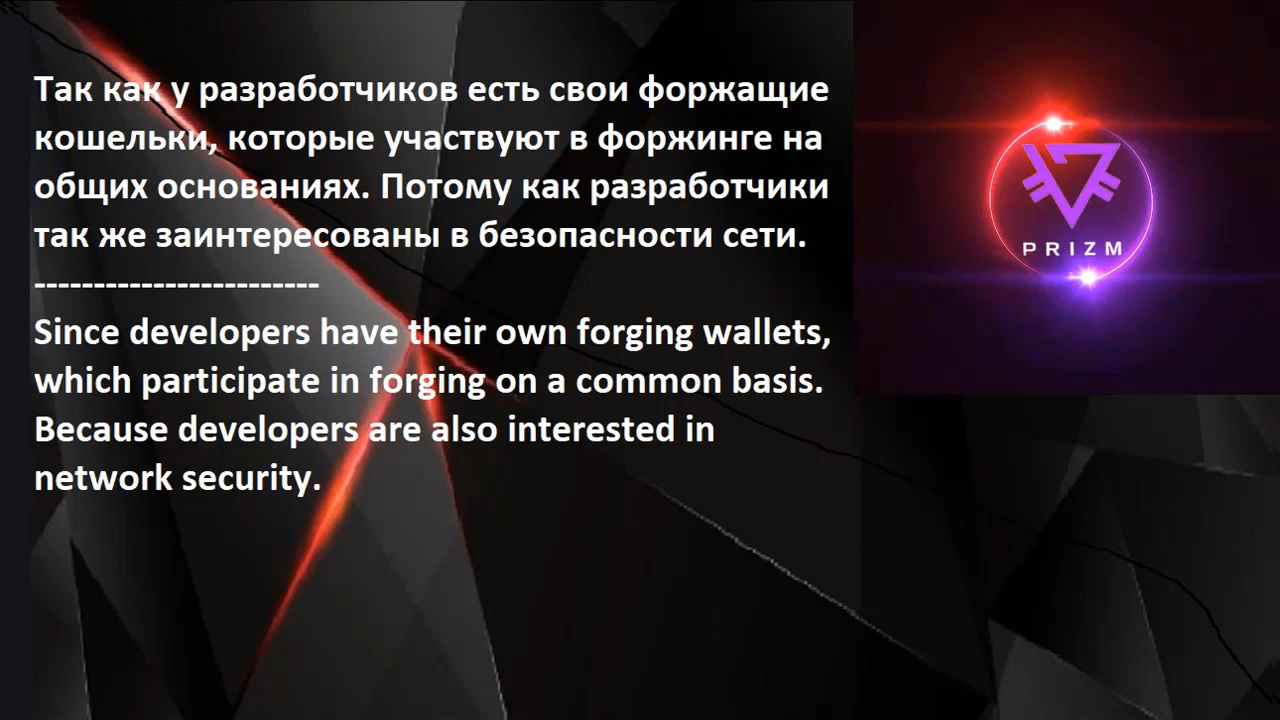 Так как у разработчиков есть свои форжащие
кошельки, которые участвуют в форжинге на
общих основаниях. Потому как разработчики
так же заинтересованы в безопасности сети.
------------------------
Since developers have their own forging wallets,
which participate in forging on a common basis.
Because developers are also interested in
network security.
PRIZM